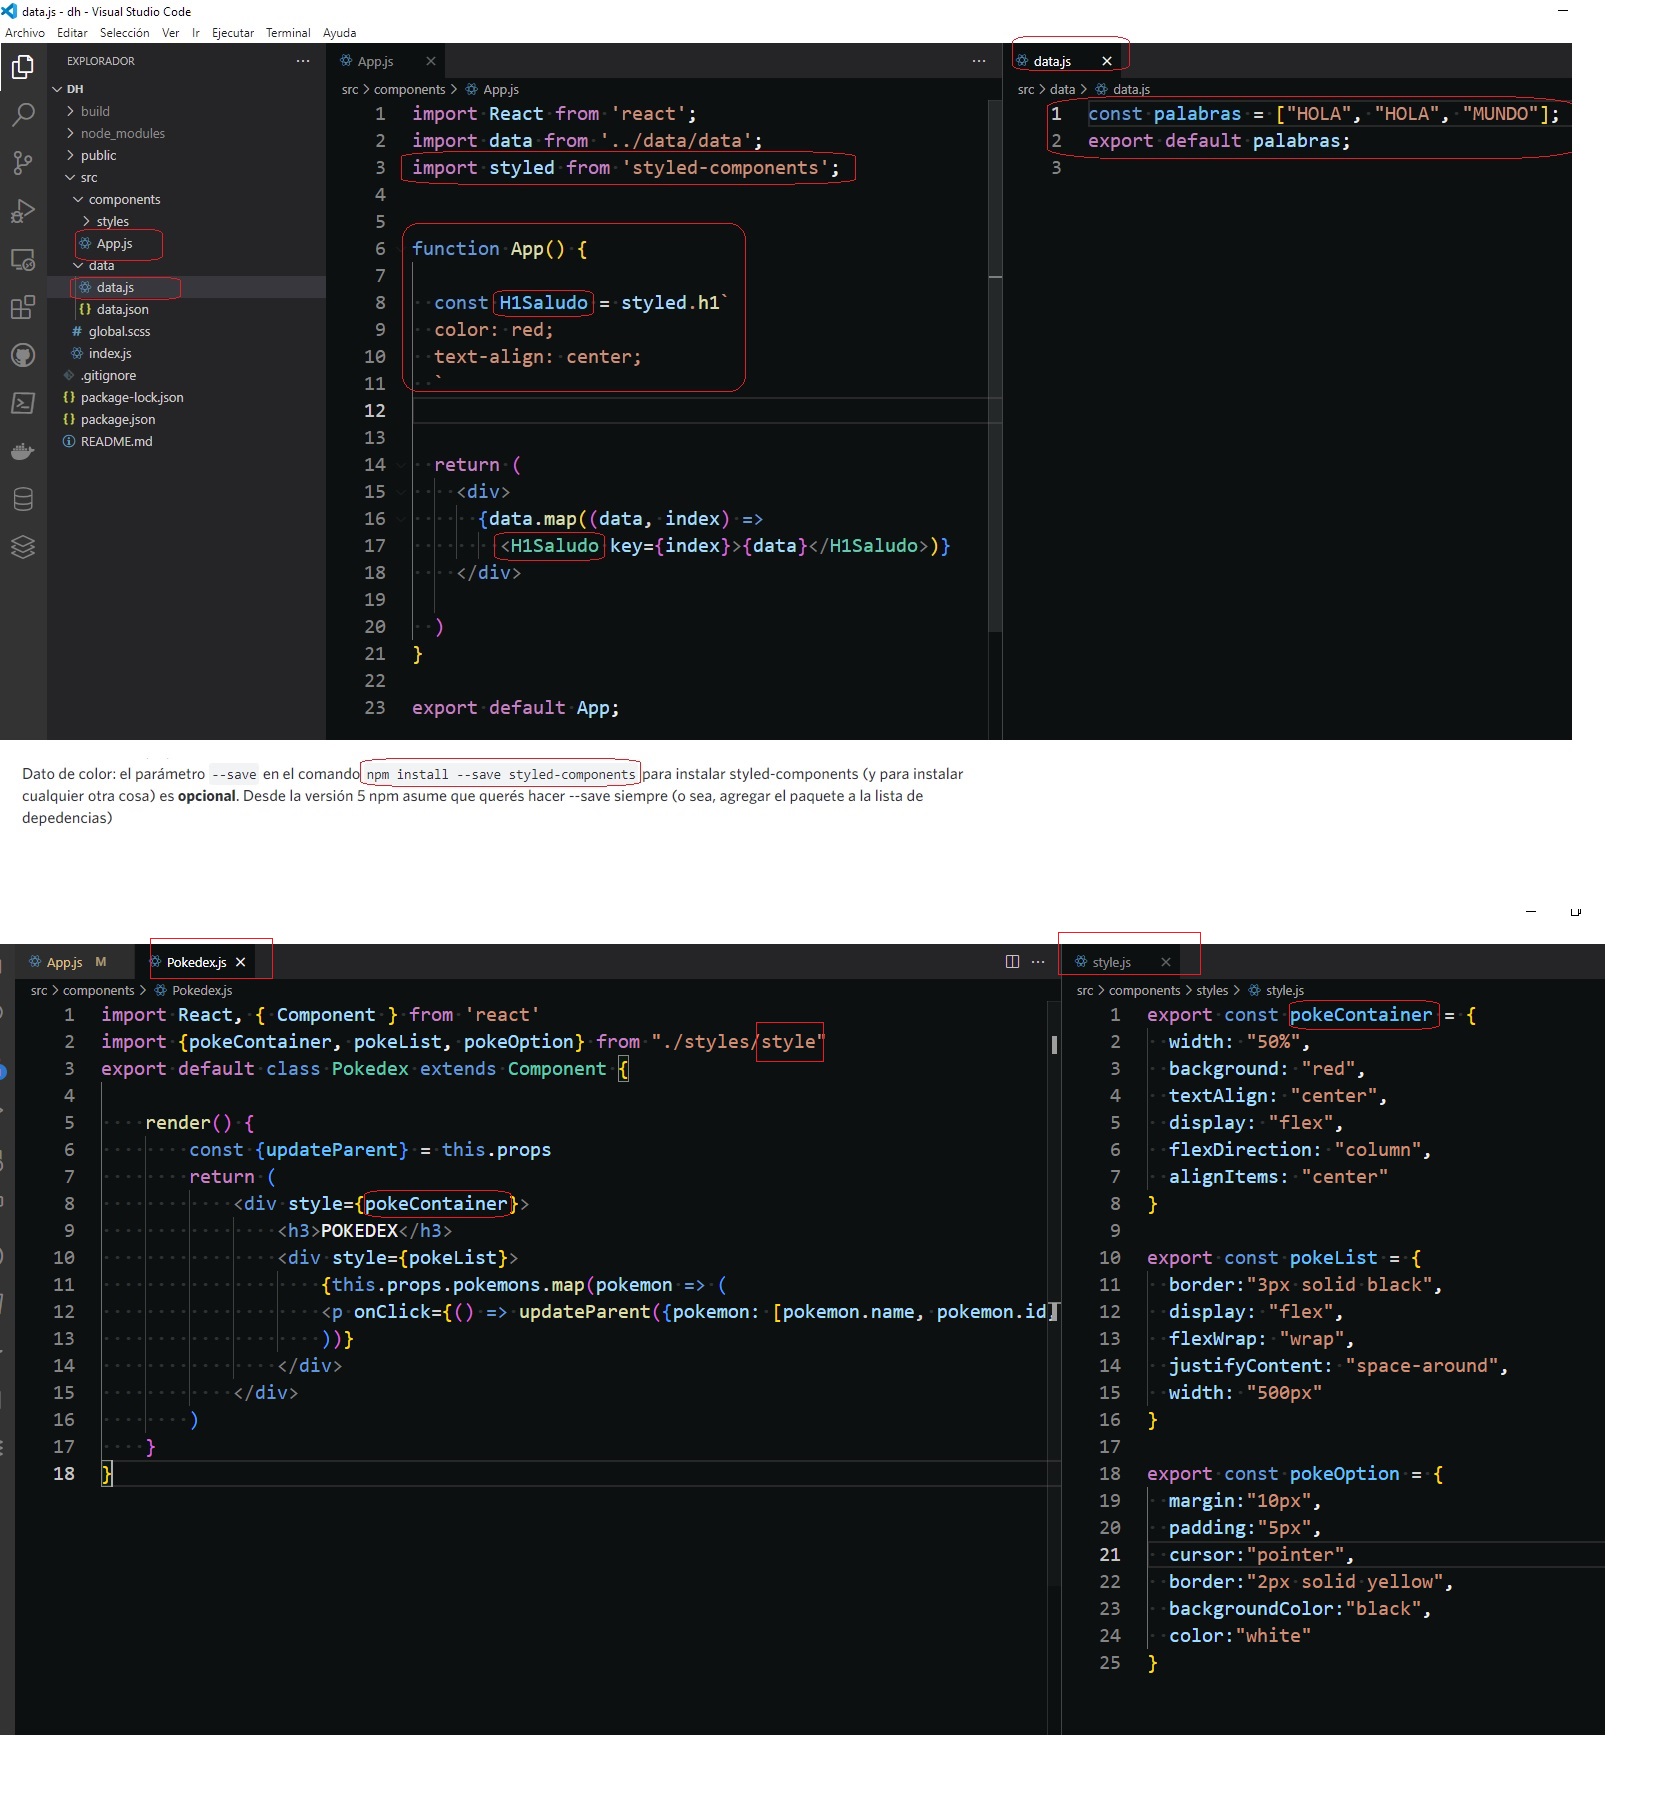 data.js - dh - Visual Studio Code
Archivo Editar Selección Ver Ir Ejecutar Terminal Ayuda
EXPLORADOR
DH
build
node_modules
public
src
components
styles
App.js
data
data.js
data.json
global.scss
index.js
.gitignore
package-lock.json
package.json
README.md
App.js
src > components > App.js
1 import React from 'react';
2 import data from '../data/data';
3 import styled from 'styled-components';
4
5
6 function App() {
7
8 const H1Saludo = styled.h1`
9 color: red;
10 text-align: center;
11 `
12
13
14 return (
15 <div>
16 {data.map((data, index) =>
17 <H1Saludo key={index}>{data}</H1Saludo>)}
18 </div>
19
20 )
21 }
22
23 export default App;
data.js
src > data > data.js
1 const palabras = ["HOLA", "HOLA", "MUNDO"];
2 export default palabras;
3
Dato de color: el parámetro --save en el comando npm install --save styled-components para instalar styled-components (y para instalar
cualquier otra cosa) es opcional. Desde la versión 5 npm asume que querés hacer --save siempre (o sea, agregar el paquete a la lista de
depedencias)
App.js M Pokedex.js
src > components > Pokedex.js
1 import React, { Component } from 'react'
2 import {pokeContainer, pokeList, pokeOption} from "./styles/style"
3 export default class Pokedex extends Component {
4
5 render() {
6 const {updateParent} = this.props
7 return (
8 <div style={pokeContainer}>
9 <h3>POKEDEX</h3>
10 <div style={pokeList}>
11 {this.props.pokemons.map(pokemon => (
12 <p onClick={() => updateParent({pokemon: [pokemon.name, pokemon.id]
13 ))}
14 </div>
15 </div>
16 )
17 }
18 }
style.js
src > components > styles > style.js
1 export const pokeContainer = {
2 width: "50%",
3 background: "red",
4 textAlign: "center",
5 display: "flex",
6 flexDirection: "column",
7 alignItems: "center"
8 }
9
10 export const pokeList = {
11 border:"3px solid black",
12 display: "flex",
13 flexWrap: "wrap",
14 justifyContent: "space-around",
15 width: "500px"
16 }
17
18 export const pokeOption = {
19 margin:"10px",
20 padding:"5px",
21 cursor:"pointer",
22 border:"2px solid yellow",
23 backgroundColor:"black",
24 color:"white"
25 }